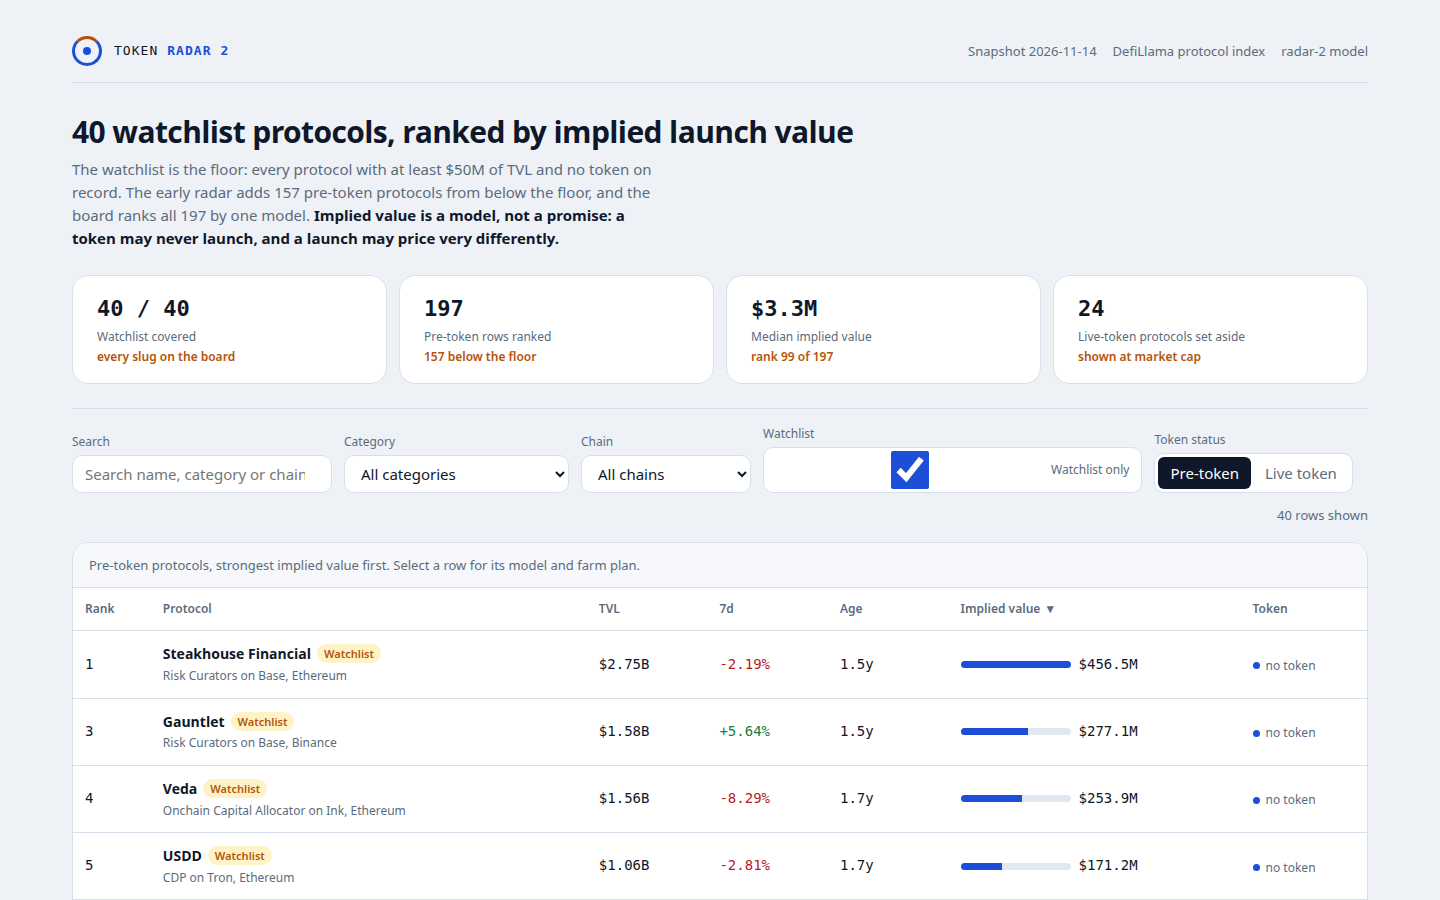 TOKEN RADAR 2
Snapshot 2026-11-14 DefiLlama protocol index radar-2 model
40 watchlist protocols, ranked by implied launch value
The watchlist is the floor: every protocol with at least $50M of TVL and no token on
record. The early radar adds 157 pre-token protocols from below the floor, and the
board ranks all 197 by one model. Implied value is a model, not a promise: a
token may never launch, and a launch may price very differently.
40 / 40
Watchlist covered
every slug on the board
197
Pre-token rows ranked
157 below the floor
$3.3M
Median implied value
rank 99 of 197
24
Live-token protocols set aside
shown at market cap
Search
Search name, category or chain
Category
All categories
Chain
All chains
Watchlist
Watchlist only
Token status
Pre-token Live token
40 rows shown
Pre-token protocols, strongest implied value first. Select a row for its model and farm plan.
Rank Protocol TVL 7d Age Implied value ▼ Token
1 Steakhouse Financial Watchlist $2.75B -2.19% 1.5y $456.5M no token
Risk Curators on Base, Ethereum
3 Gauntlet Watchlist $1.58B +5.64% 1.5y $277.1M no token
Risk Curators on Base, Binance
4 Veda Watchlist $1.56B -8.29% 1.7y $253.9M no token
Onchain Capital Allocator on Ink, Ethereum
5 USDD Watchlist $1.06B -2.81% 1.7y $171.2M no token
CDP on Tron, Ethereum